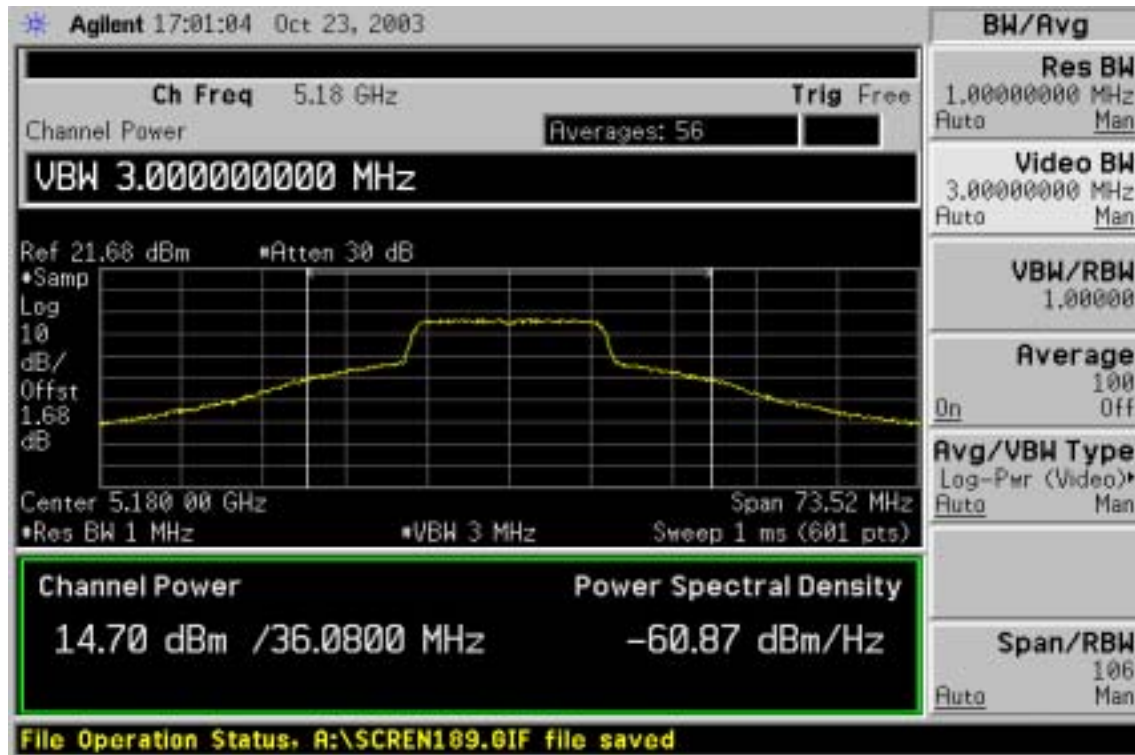 Agilent 17:01:04 Oct 23, 2003
BW/Avg
Ch Freq 5.18 GHz
Trig Free
Channel Power
Averages: 56
VBW 3.000000000 MHz
Ref 21.68 dBm
*Atten 30 dB
*Samp
Log
10
dB/
Offst
1.68
dB
Center 5.180 00 GHz
Span 73.52 MHz
*Res BW 1 MHz
*VBW 3 MHz
Sweep 1 ms (601 pts)
Channel Power
Power Spectral Density
14.70 dBm /36.0800 MHz
-60.87 dBm/Hz
File Operation Status, A:\SCREN189.GIF file saved
Res BW
1.00000000 MHz
Auto Man
Video BW
3.00000000 MHz
Auto Man
VBW/RBW
1.00000
Average
100
On Off
Avg/VBW Type
Log-Pwr (Video)
Auto Man
Span/RBW
106
Auto Man